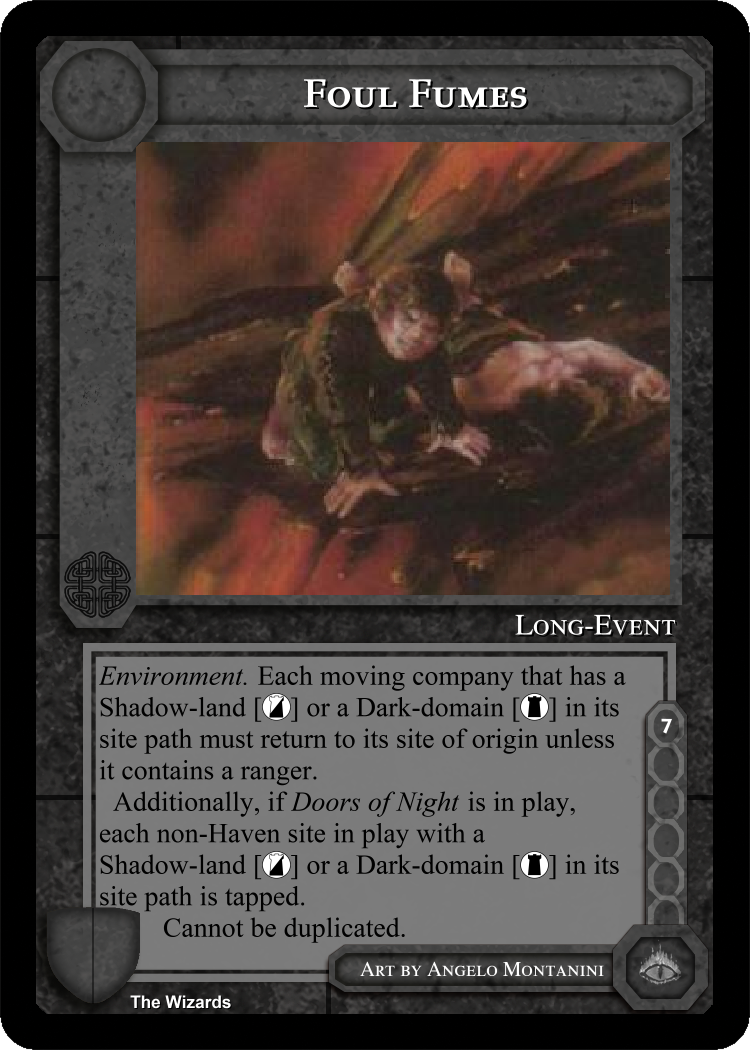 Foul Fumes
Long-Event
Environment. Each moving company that has a
Shadow-land [] or a Dark-domain [] in its
site path must return to its site of origin unless
it contains a ranger.
Additionally, if Doors of Night is in play,
each non-Haven site in play with a
Shadow-land [] or a Dark-domain [] in its
site path is tapped.
Cannot be duplicated.
7
Art by Angelo Montanini
The Wizards